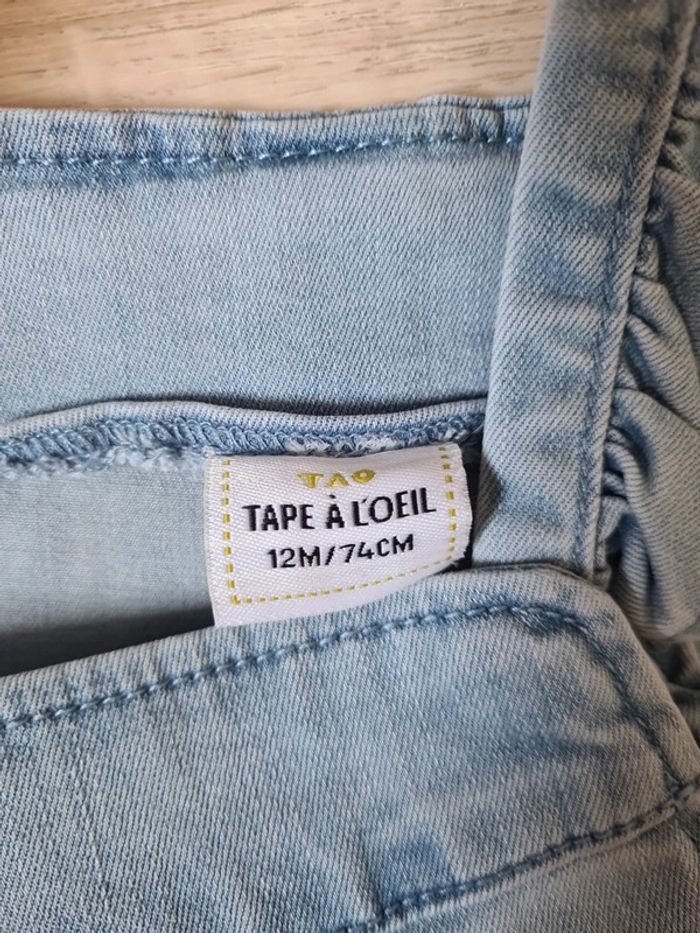 TAO
TAPE À L'OEIL
12M/74CM